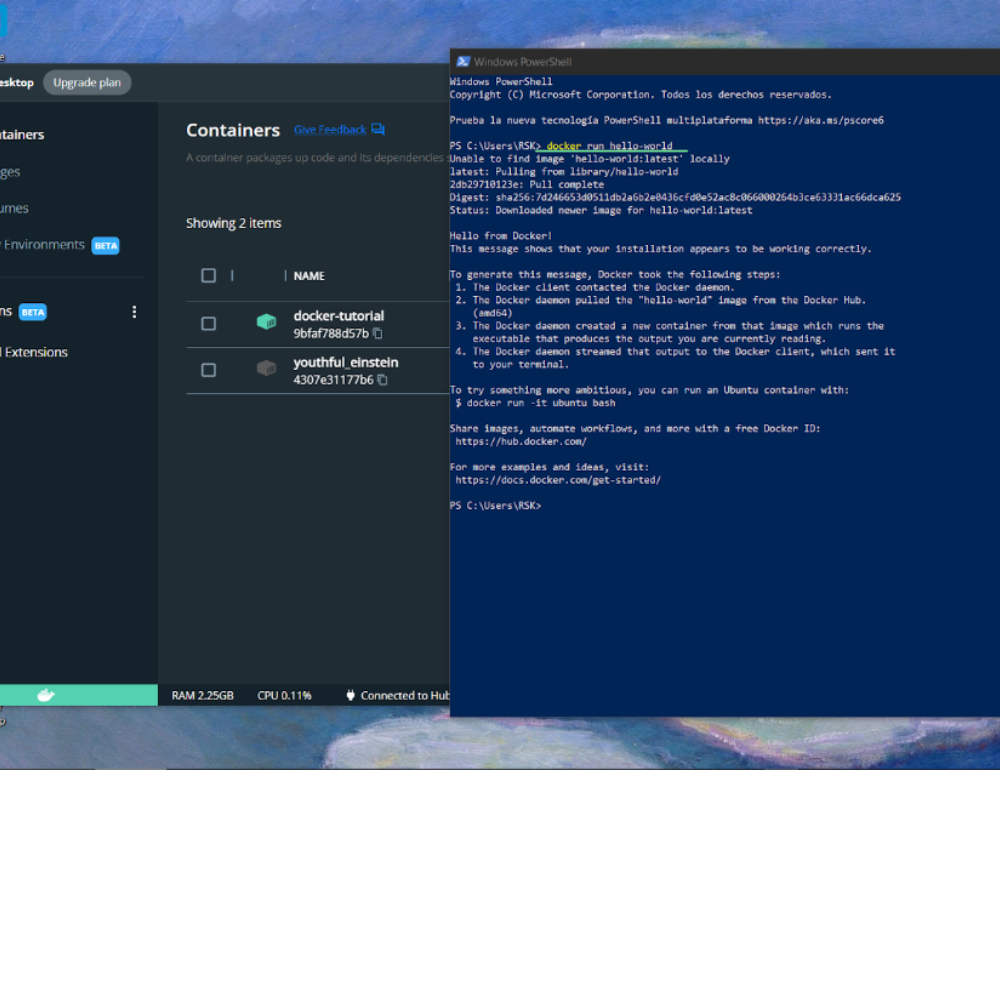 e
esktop Upgrade plan
tainers
ges
umes
Environments BETA
ns BETA
l Extensions
Containers Give Feedback
A container packages up code and its dependencies
Showing 2 items
NAME
docker-tutorial
9bfaf788d57b
youthful_einstein
4307e31177b6
RAM 2.25GB CPU 0.11% Connected to Hub
Windows PowerShell
Windows PowerShell
Copyright (C) Microsoft Corporation. Todos los derechos reservados.
Prueba la nueva tecnología PowerShell multiplataforma https://aka.ms/pscore6
PS C:\Users\RSK> docker run hello-world
Unable to find image 'hello-world:latest' locally
latest: Pulling from library/hello-world
2db29710123e: Pull complete
Digest: sha256:7d246653d0511db2a6b2e0436cfd0e52ac8c066000264b3ce63331ac66dca625
Status: Downloaded newer image for hello-world:latest
Hello from Docker!
This message shows that your installation appears to be working correctly.
To generate this message, Docker took the following steps:
1. The Docker client contacted the Docker daemon.
2. The Docker daemon pulled the "hello-world" image from the Docker Hub.
(amd64)
3. The Docker daemon created a new container from that image which runs the
executable that produces the output you are currently reading.
4. The Docker daemon streamed that output to the Docker client, which sent it
to your terminal.
To try something more ambitious, you can run an Ubuntu container with:
$ docker run -it ubuntu bash
Share images, automate workflows, and more with a free Docker ID:
https://hub.docker.com/
For more examples and ideas, visit:
https://docs.docker.com/get-started/
PS C:\Users\RSK>